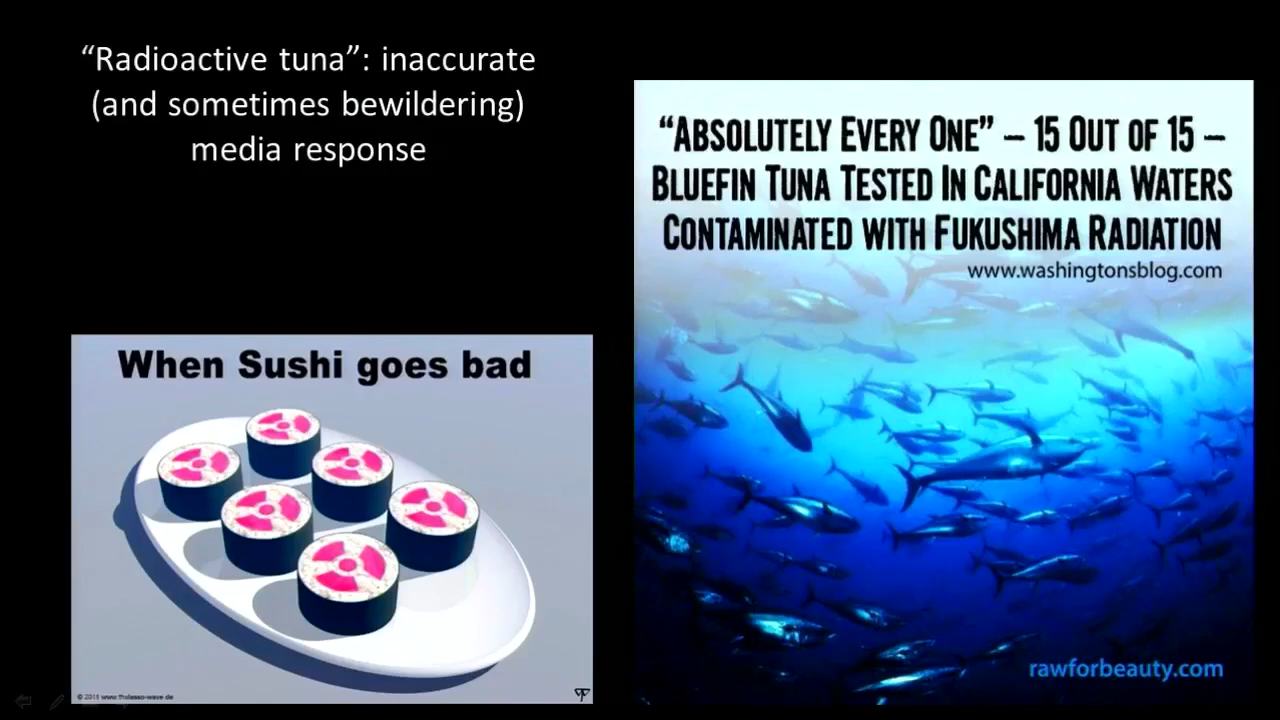 “Radioactive tuna”: inaccurate
(and sometimes bewildering)
media response
“Absolutely Every One” – 15 Out of 15 –
Bluefin Tuna Tested In California Waters
Contaminated with Fukushima Radiation
www.washingtonsblog.com
When Sushi goes bad
rawforbeauty.com